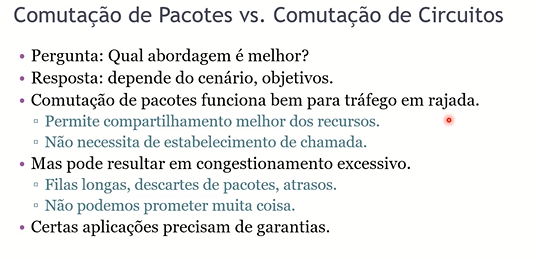 Comutação de Pacotes vs. Comutação de Circuitos
• Pergunta: Qual abordagem é melhor?
• Resposta: depende do cenário, objetivos.
• Comutação de pacotes funciona bem para tráfego em rajada.
▫ Permite compartilhamento melhor dos recursos.
▫ Não necessita de estabelecimento de chamada.
• Mas pode resultar em congestionamento excessivo.
▫ Filas longas, descartes de pacotes, atrasos.
▫ Não podemos prometer muita coisa.
• Certas aplicações precisam de garantias.